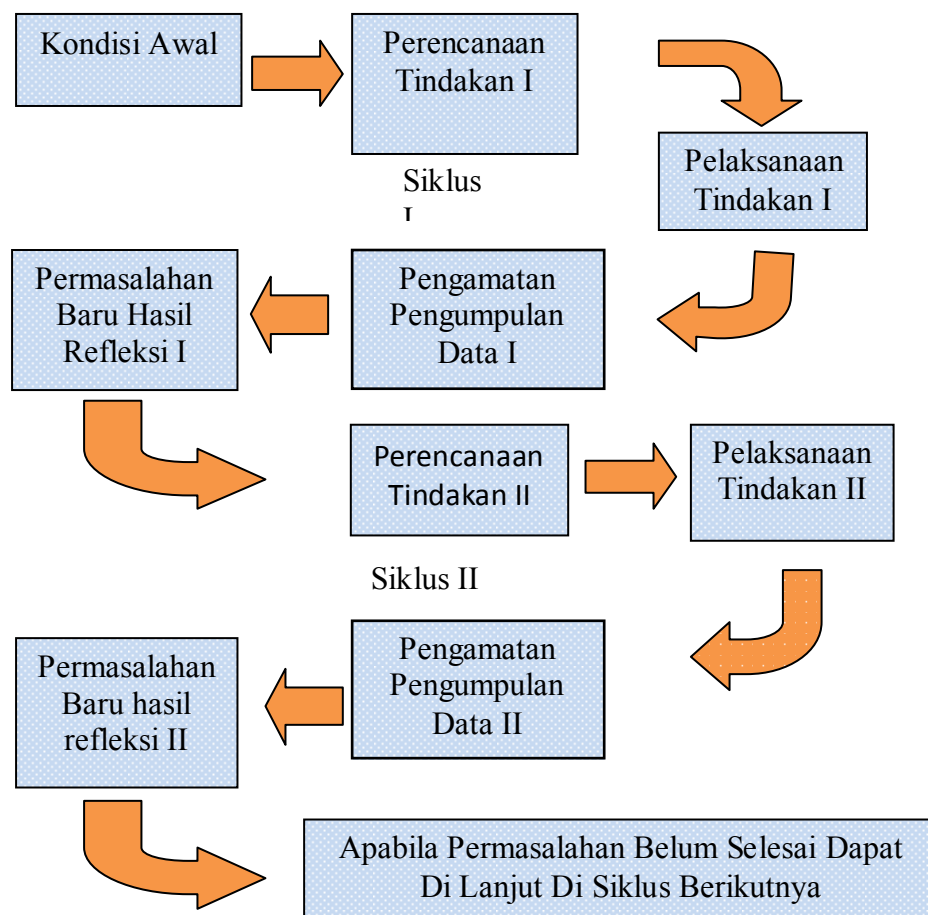 Kondisi Awal
Perencanaan
Tindakan I
Pelaksanaan
Tindakan I
Siklus
I
Pengamatan
Pengumpulan
Data I
Permasalahan
Baru Hasil
Refleksi I
Perencanaan
Tindakan II
Pelaksanaan
Tindakan II
Siklus II
Pengamatan
Pengumpulan
Data II
Permasalahan
Baru hasil
refleksi II
Apabila Permasalahan Belum Selesai Dapat
Di Lanjut Di Siklus Berikutnya